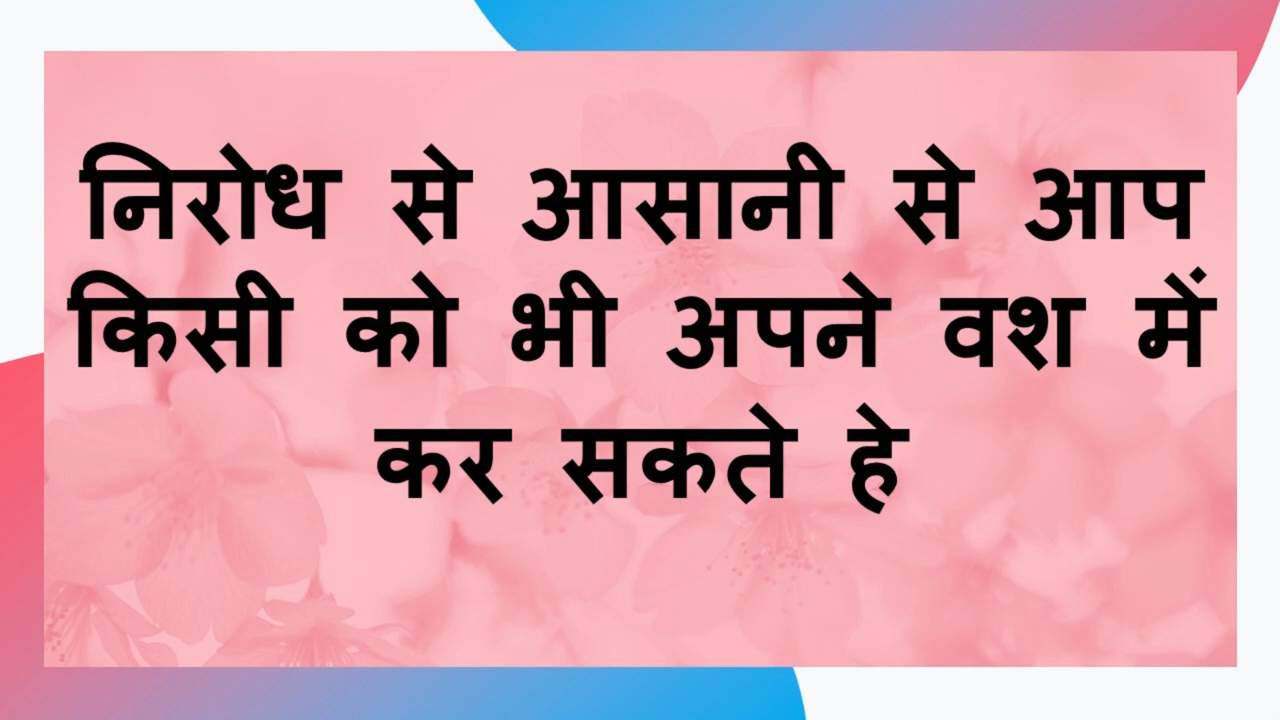 निरोध से आसानी से आप
किसी को भी अपने वश में
कर सकते हे